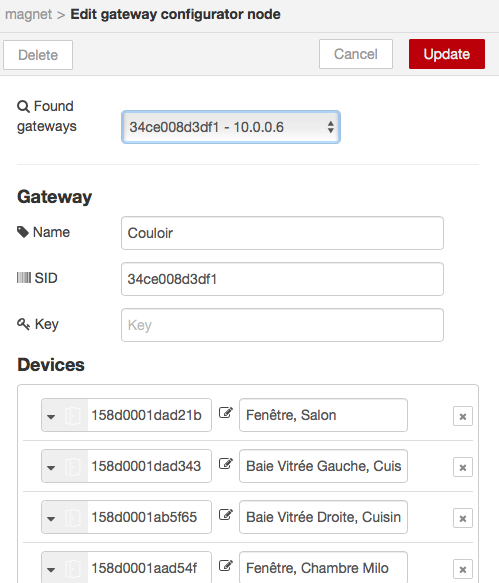 magnet > Edit gateway configurator node
Delete
Cancel
Update
Found
gateways
34ce008d3df1 - 10.0.0.6
Gateway
Name
Couloir
SID
34ce008d3df1
Key
Key
Devices
158d0001dad21b
Fenêtre, Salon
158d0001dad343
Baie Vitrée Gauche, Cuis
158d0001ab5f65
Baie Vitrée Droite, Cuisin
158d0001aad54f
Fenêtre, Chambre Milo